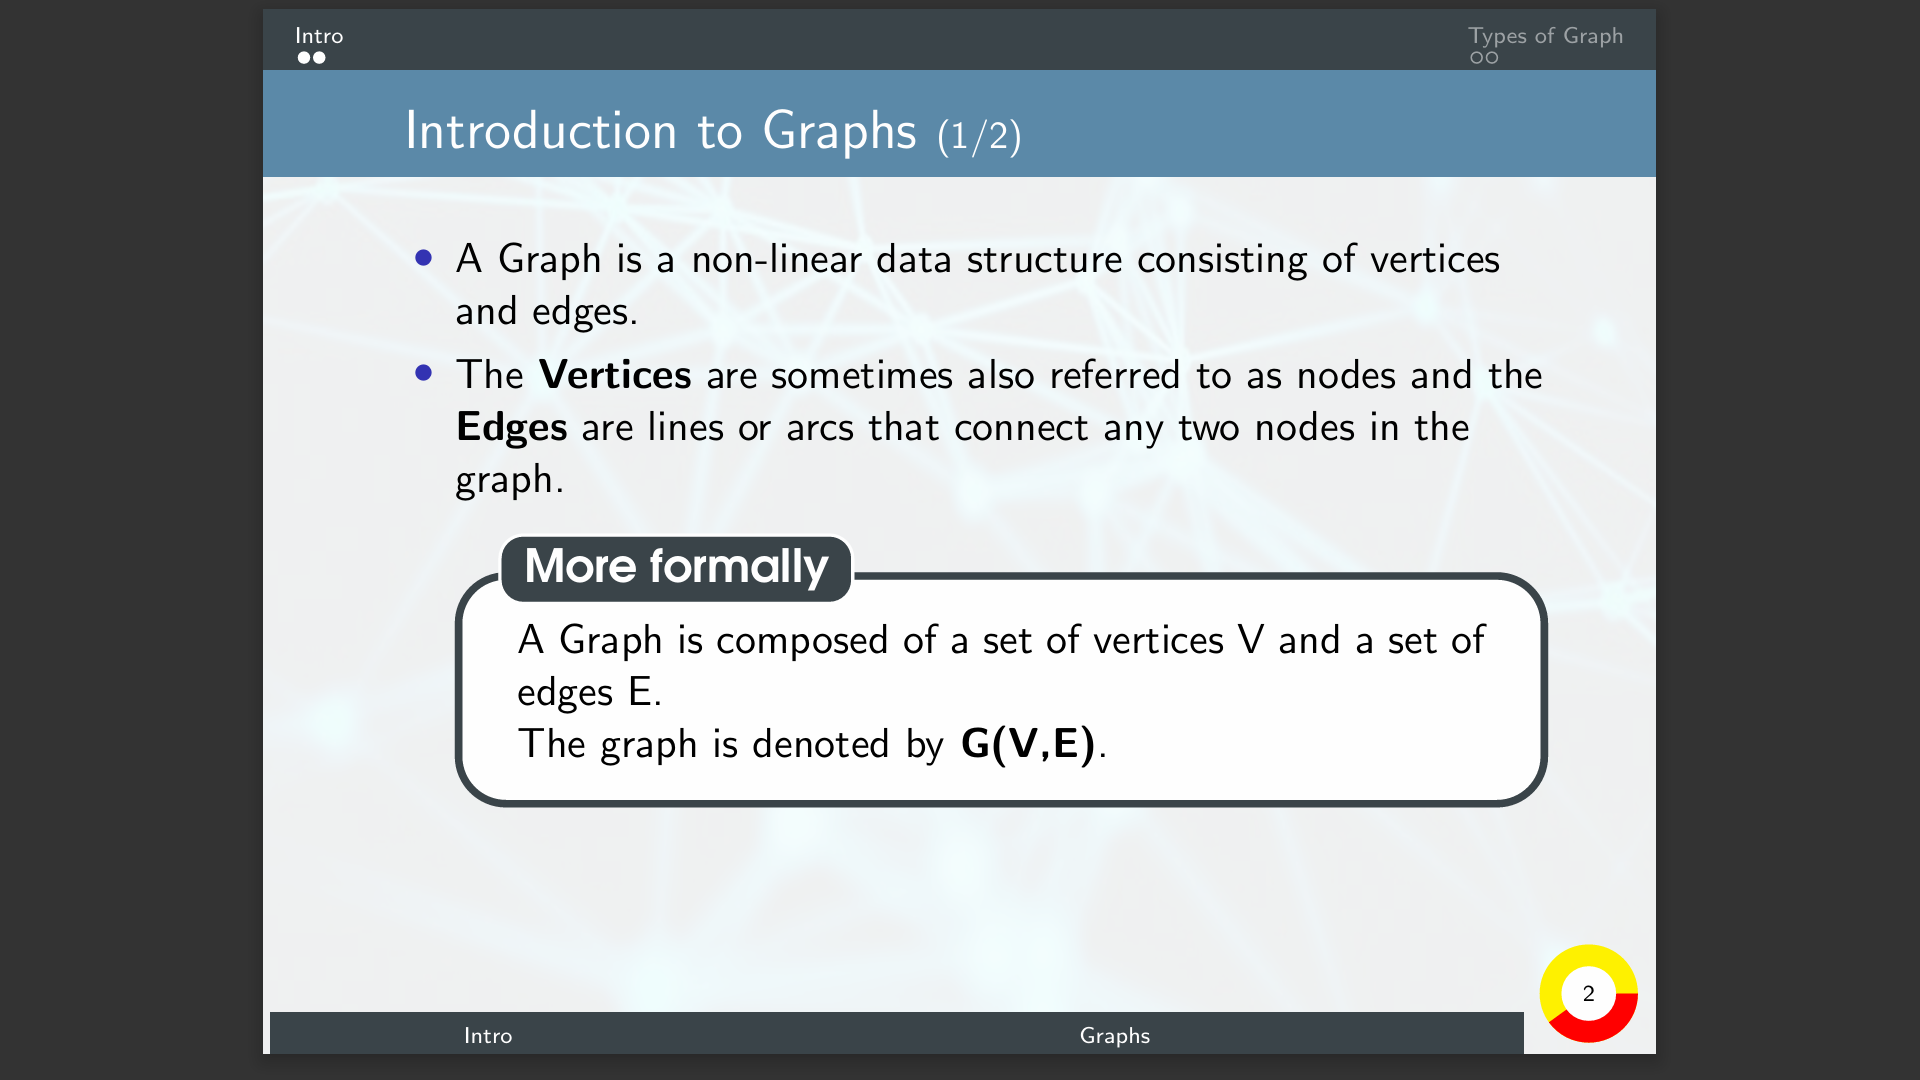 Intro
Types of Graph
Introduction to Graphs (1/2)
A Graph is a non-linear data structure consisting of vertices
and edges.
The Vertices are sometimes also referred to as nodes and the
Edges are lines or arcs that connect any two nodes in the
graph.
More formally
A Graph is composed of a set of vertices V and a set of
edges E.
The graph is denoted by G(V,E).
2
Intro
Graphs